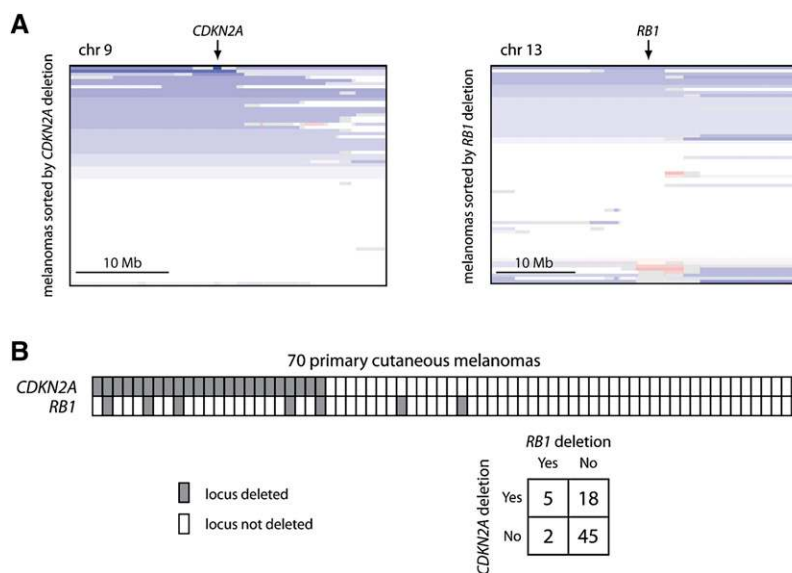 A
chr 9
CDKN2A
melanomas sorted by CDKN2A deletion
10 Mb
chr 13
RB1
melanomas sorted by RB1 deletion
10 Mb
B
70 primary cutaneous melanomas
CDKN2A
RB1
locus deleted
locus not deleted
RB1 deletion
Yes No
CDKN2A deletion
Yes 5 18
No 2 45